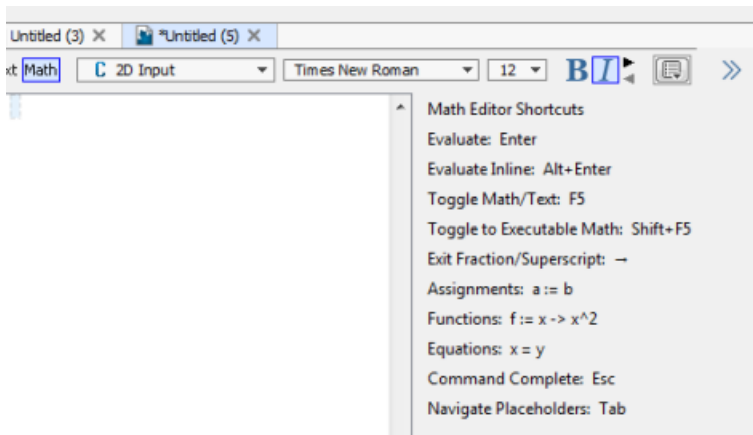 Untitled (3) *Untitled (5)
xt Math 2D Input Times New Roman 12 B I
Math Editor Shortcuts
Evaluate: Enter
Evaluate Inline: Alt+Enter
Toggle Math/Text: F5
Toggle to Executable Math: Shift+F5
Exit Fraction/Superscript: →
Assignments: a := b
Functions: f := x -> x^2
Equations: x = y
Command Complete: Esc
Navigate Placeholders: Tab